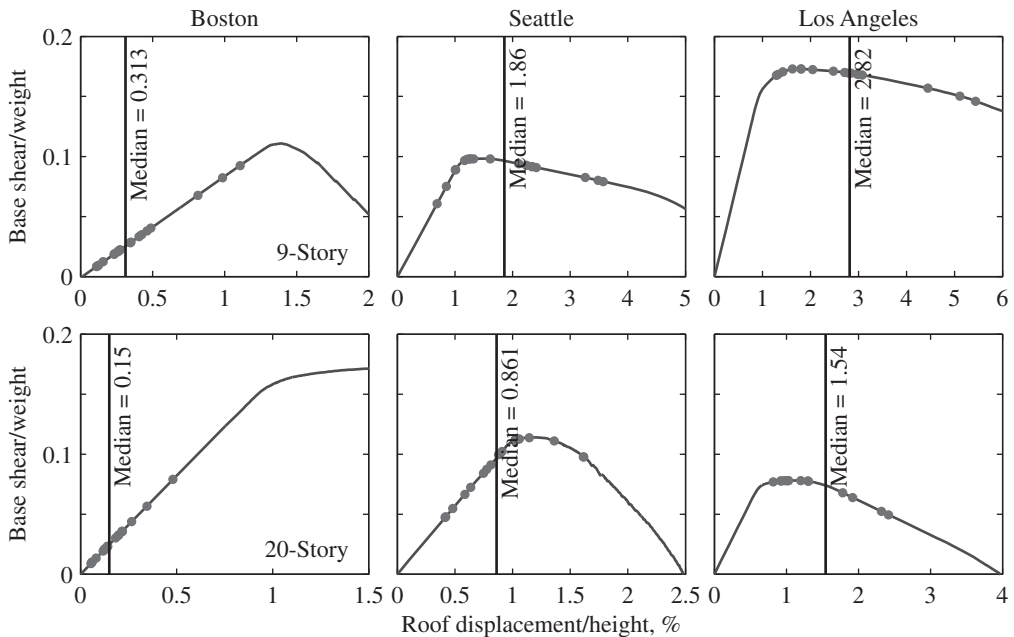 Boston Seattle Los Angeles
Base shear/weight
0.2
0.1
0
Median = 0.313
9-Story
0 0.5 1 1.5 2
Median = 1.86
0 1 2 3 4 5
Median = 2.82
0 1 2 3 4 5 6
Base shear/weight
0.2
0.1
0
Median = 0.15
20-Story
0 0.5 1 1.5
Median = 0.861
0 0.5 1 1.5 2 2.5
Median = 1.54
0 1 2 3 4
Roof displacement/height, %